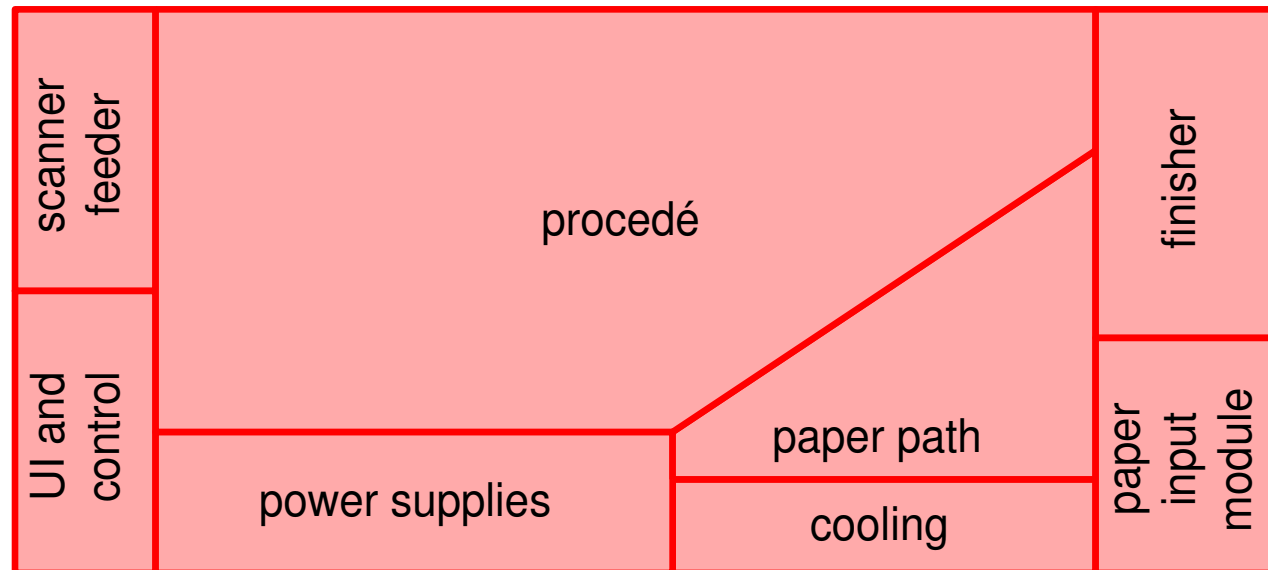 scanner
feeder
procedé
finisher
UI and
control
power supplies
paper path
cooling
paper
input
module